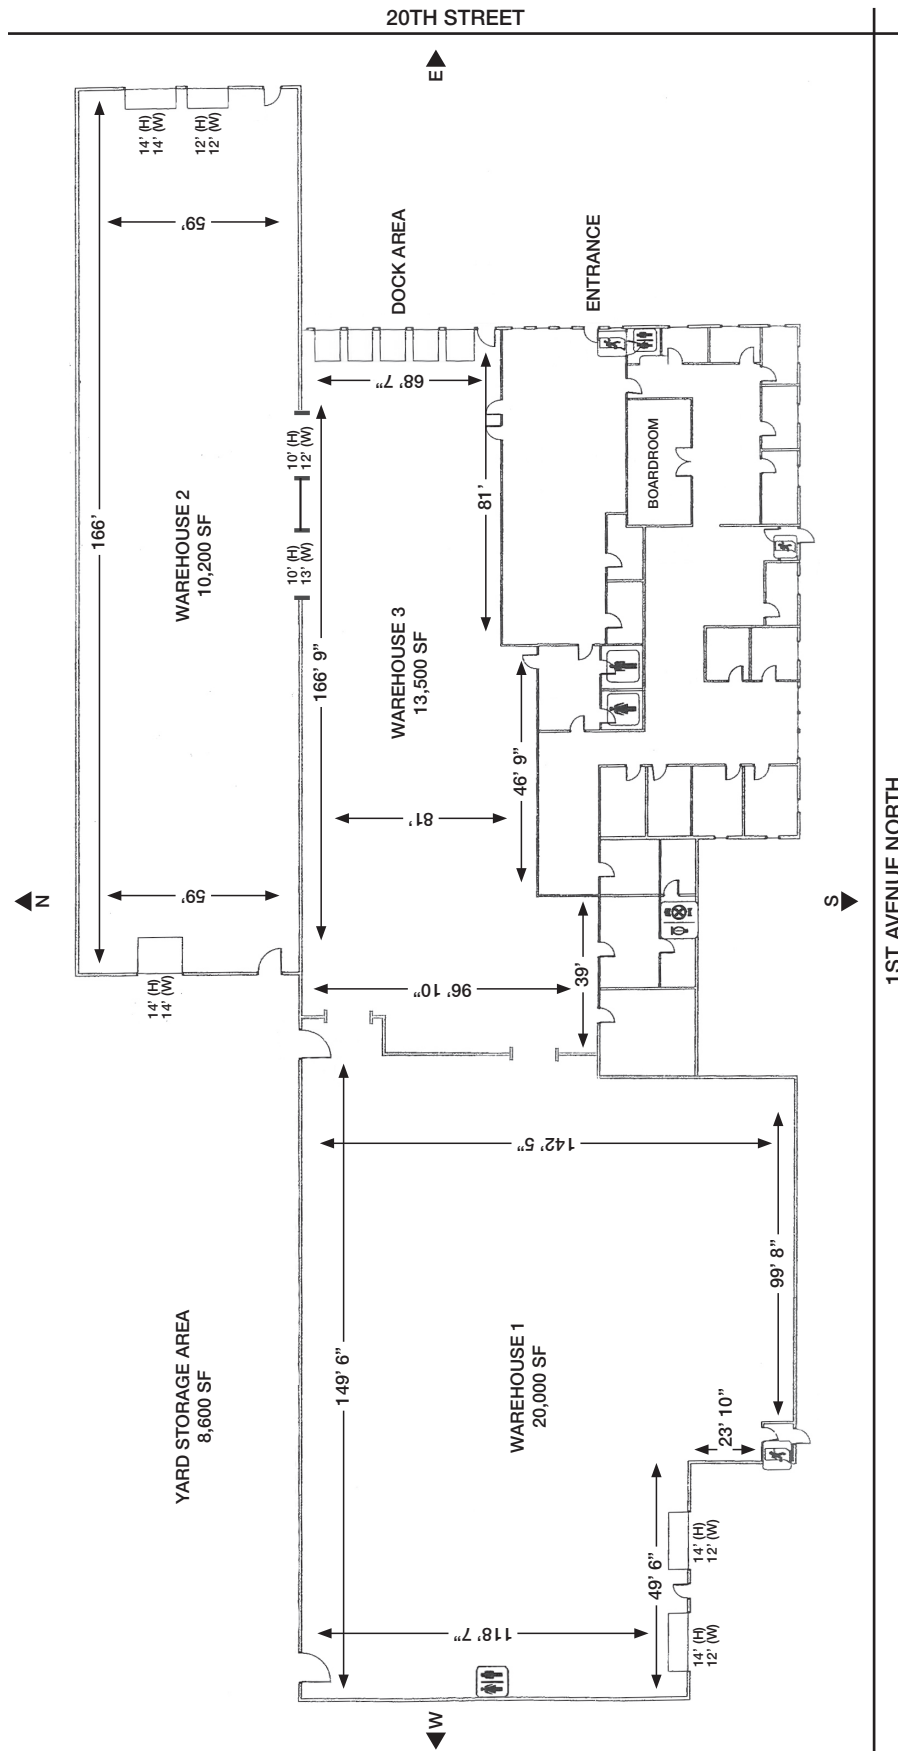 20TH STREET
E
14' (H)
14' (W)
12' (H)
12' (W)
59'
166'
WAREHOUSE 2
10,200 SF
DOCK AREA
ENTRANCE
68' 7"
10' (H)
12' (W)
81'
BOARDROOM
10' (H)
13' (W)
166' 9"
WAREHOUSE 3
13,500 SF
46' 9"
81'
59'
N
S
1ST AVENUE NORTH
14' (H)
14' (W)
96' 10"
39'
142' 5"
99' 8"
YARD STORAGE AREA
8,600 SF
149' 6"
WAREHOUSE 1
20,000 SF
23' 10"
49' 6"
14' (H)
12' (W)
118' 7"
14' (H)
12' (W)
W